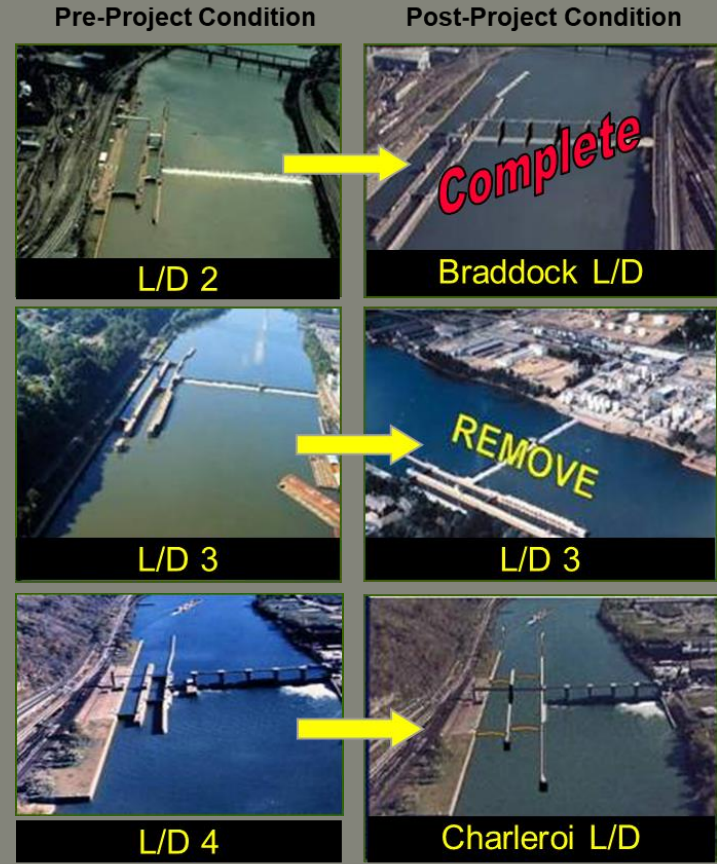 Pre-Project Condition
Post-Project Condition
Complete
L/D 2
Braddock L/D
REMOVE
L/D 3
L/D 3
L/D 4
Charleroi L/D